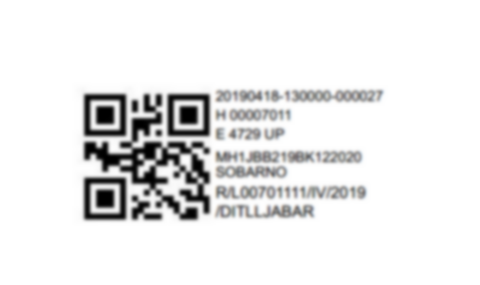 20190418-130000-000027
H 00007011
E 4729 UP
MH1JBB219BK122020
SOBARNO
R/L00701111/IV/2019
/DITLLJABAR